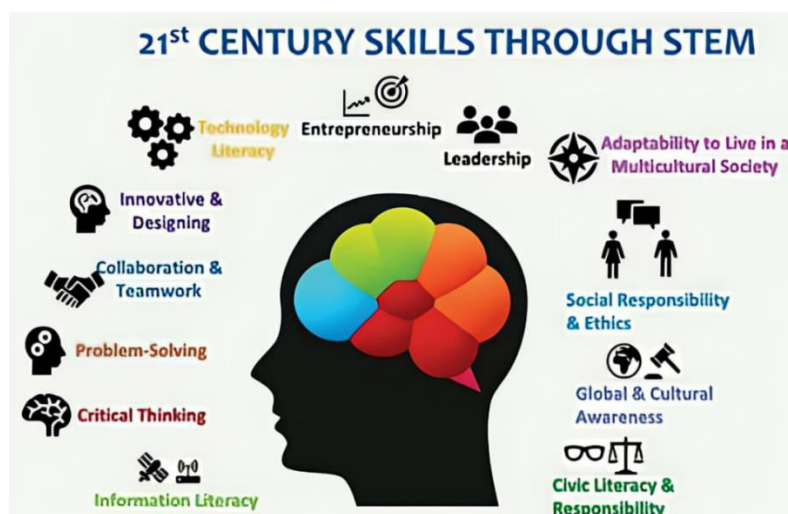 21st CENTURY SKILLS THROUGH STEM
Technology
Literacy
Entrepreneurship
Leadership
Adaptability to Live in a
Multicultural Society
Innovative &
Designing
Collaboration &
Teamwork
Social Responsibility
& Ethics
Problem-Solving
Global & Cultural
Awareness
Critical Thinking
Information Literacy
Civic Literacy &
Responsibility